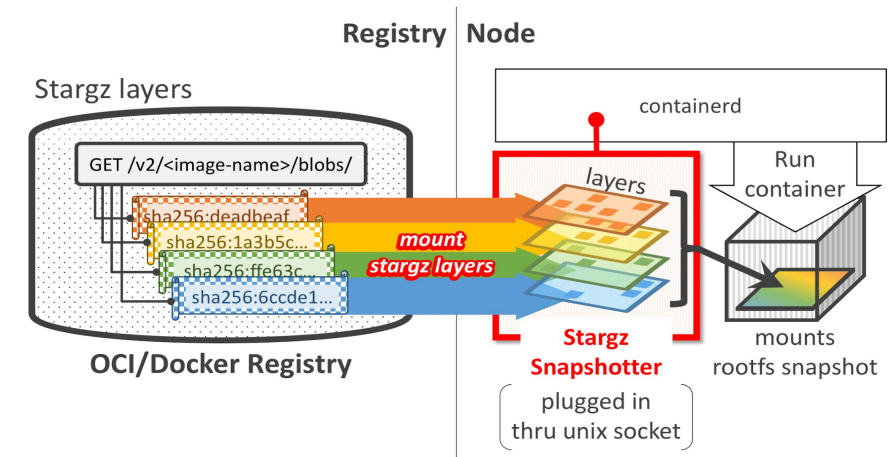 Registry
Node
Stargz layers
GET /v2/<image-name>/blobs/
sha256:deadbeaf...
sha256:1a3b5c...
sha256:ffe63c...
sha256:6ccde1...
OCI/Docker Registry
mount
stargz layers
containerd
layers
Run
container
Stargz
Snapshotter
plugged in
thru unix socket
mounts
rootfs snapshot